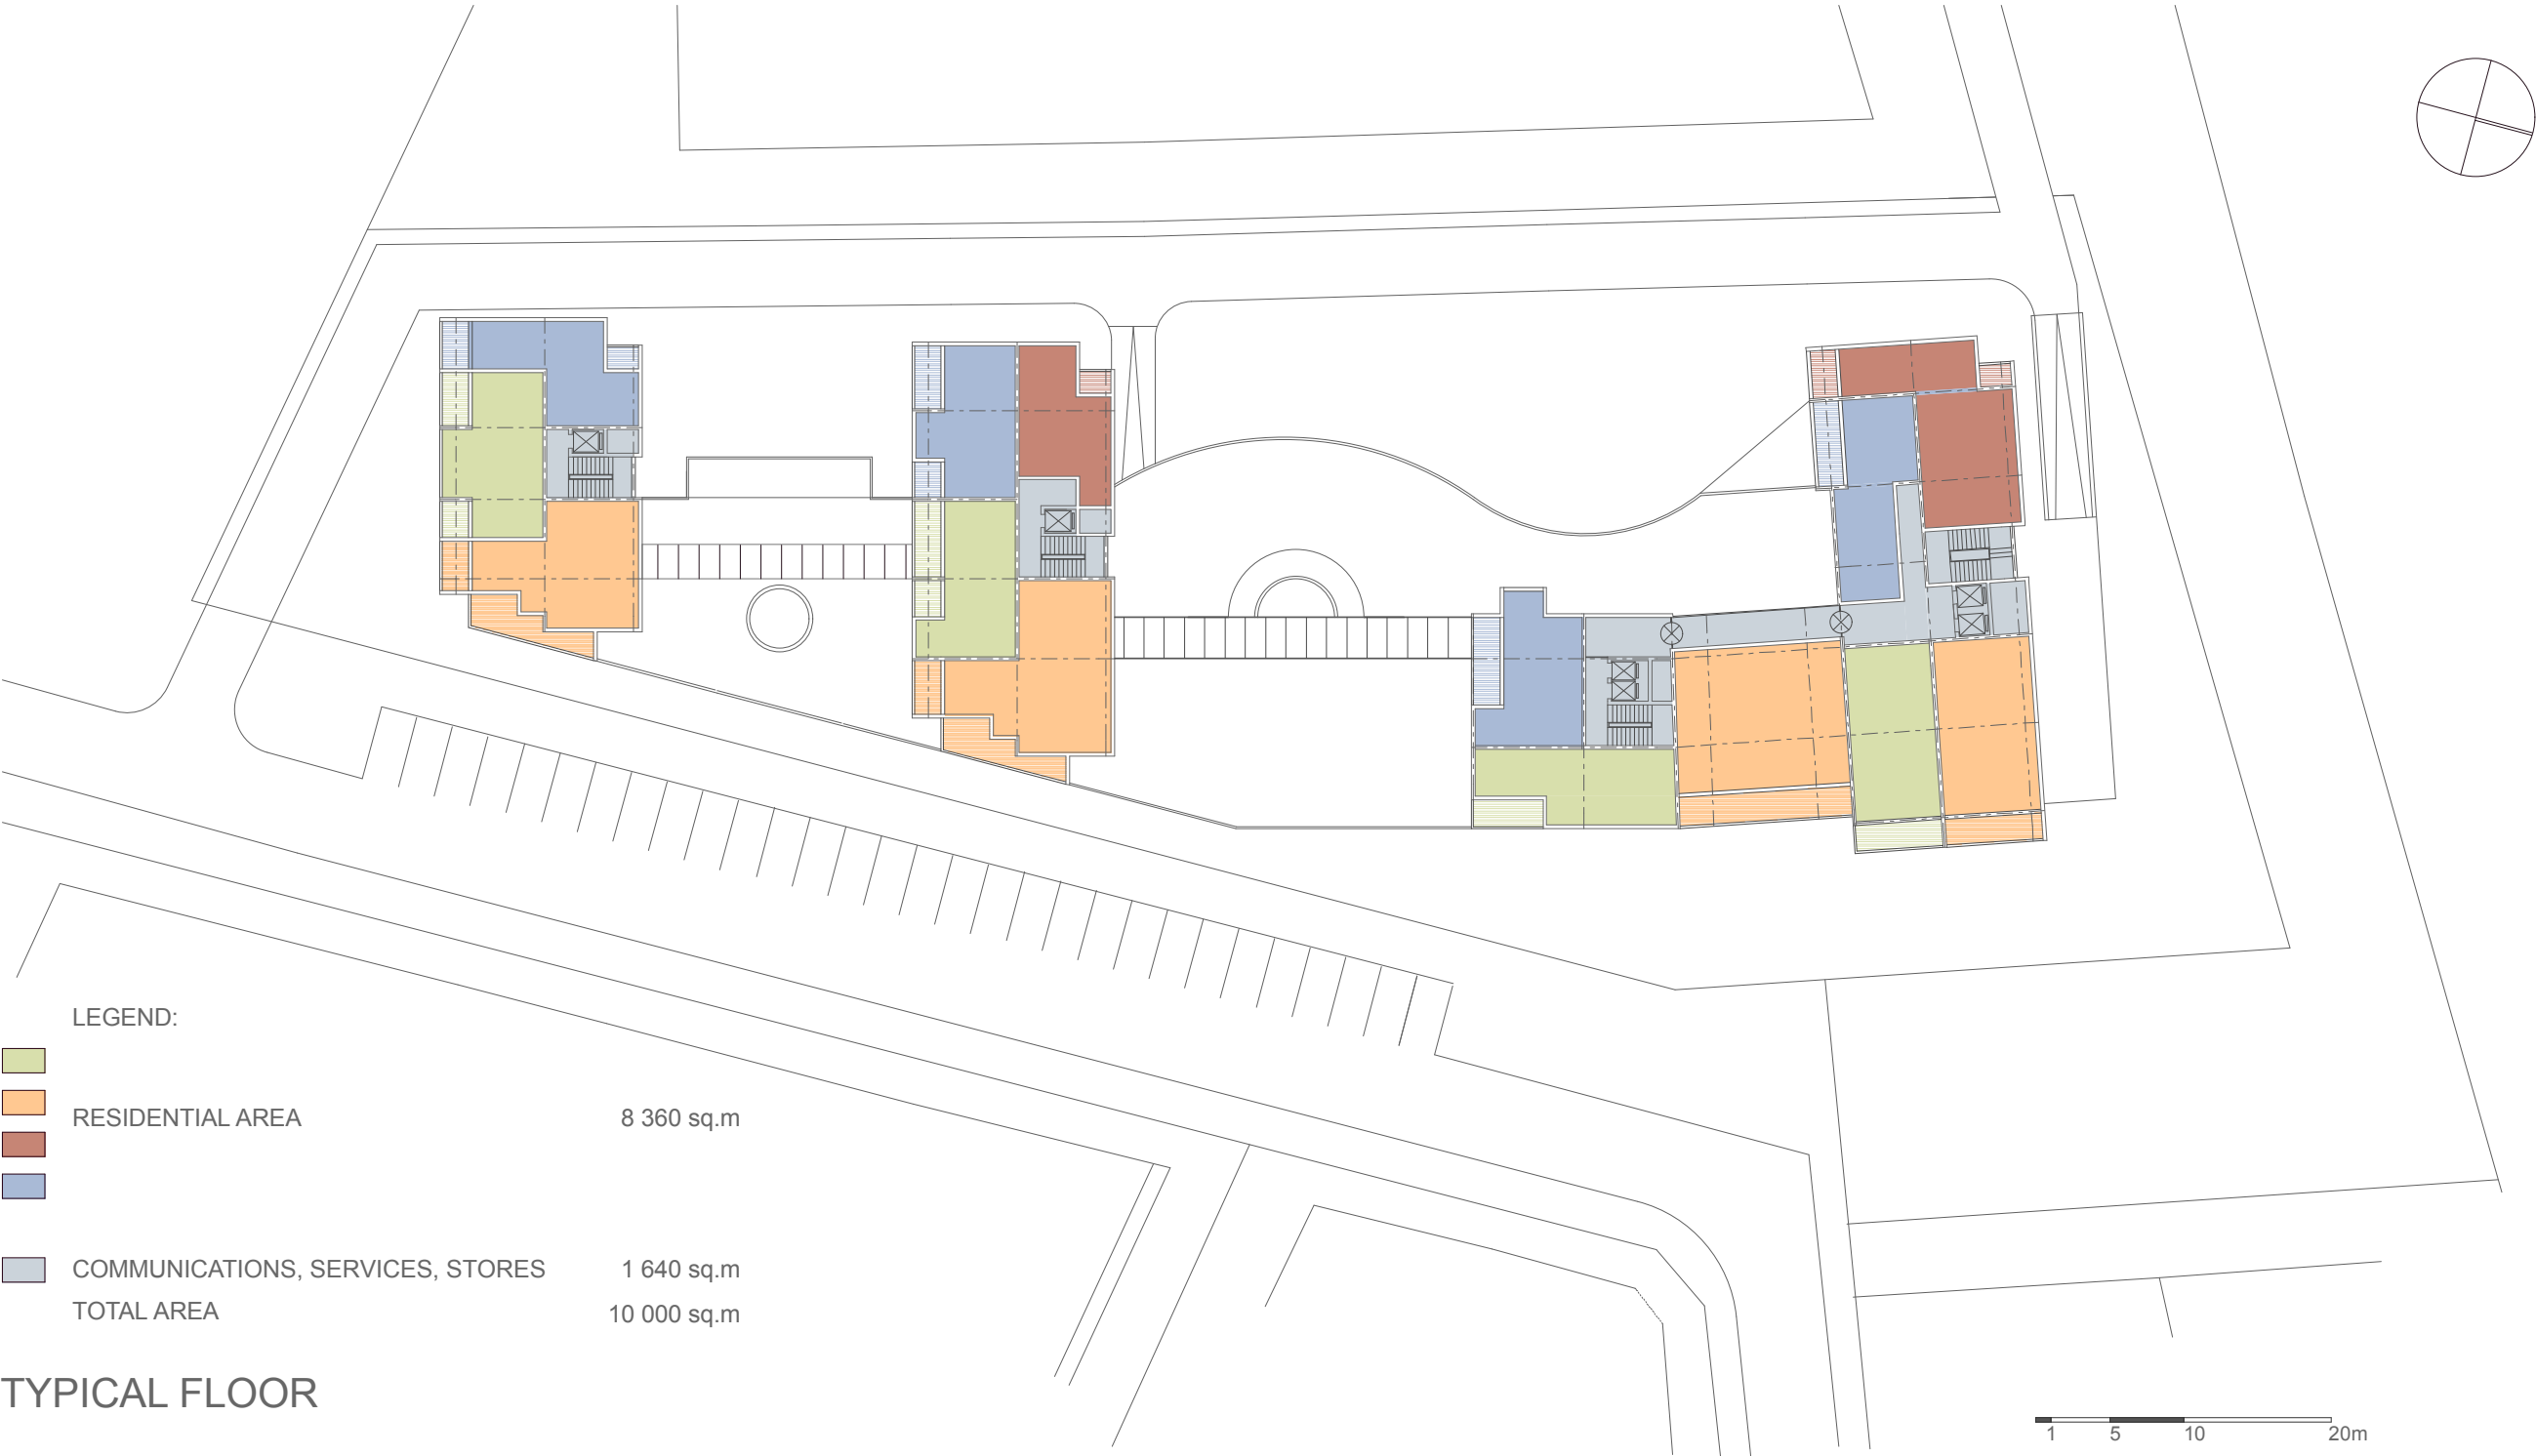 LEGEND:
RESIDENTIAL AREA 8 360 sq.m
COMMUNICATIONS, SERVICES, STORES 1 640 sq.m
TOTAL AREA 10 000 sq.m
TYPICAL FLOOR
1 5 10 20m